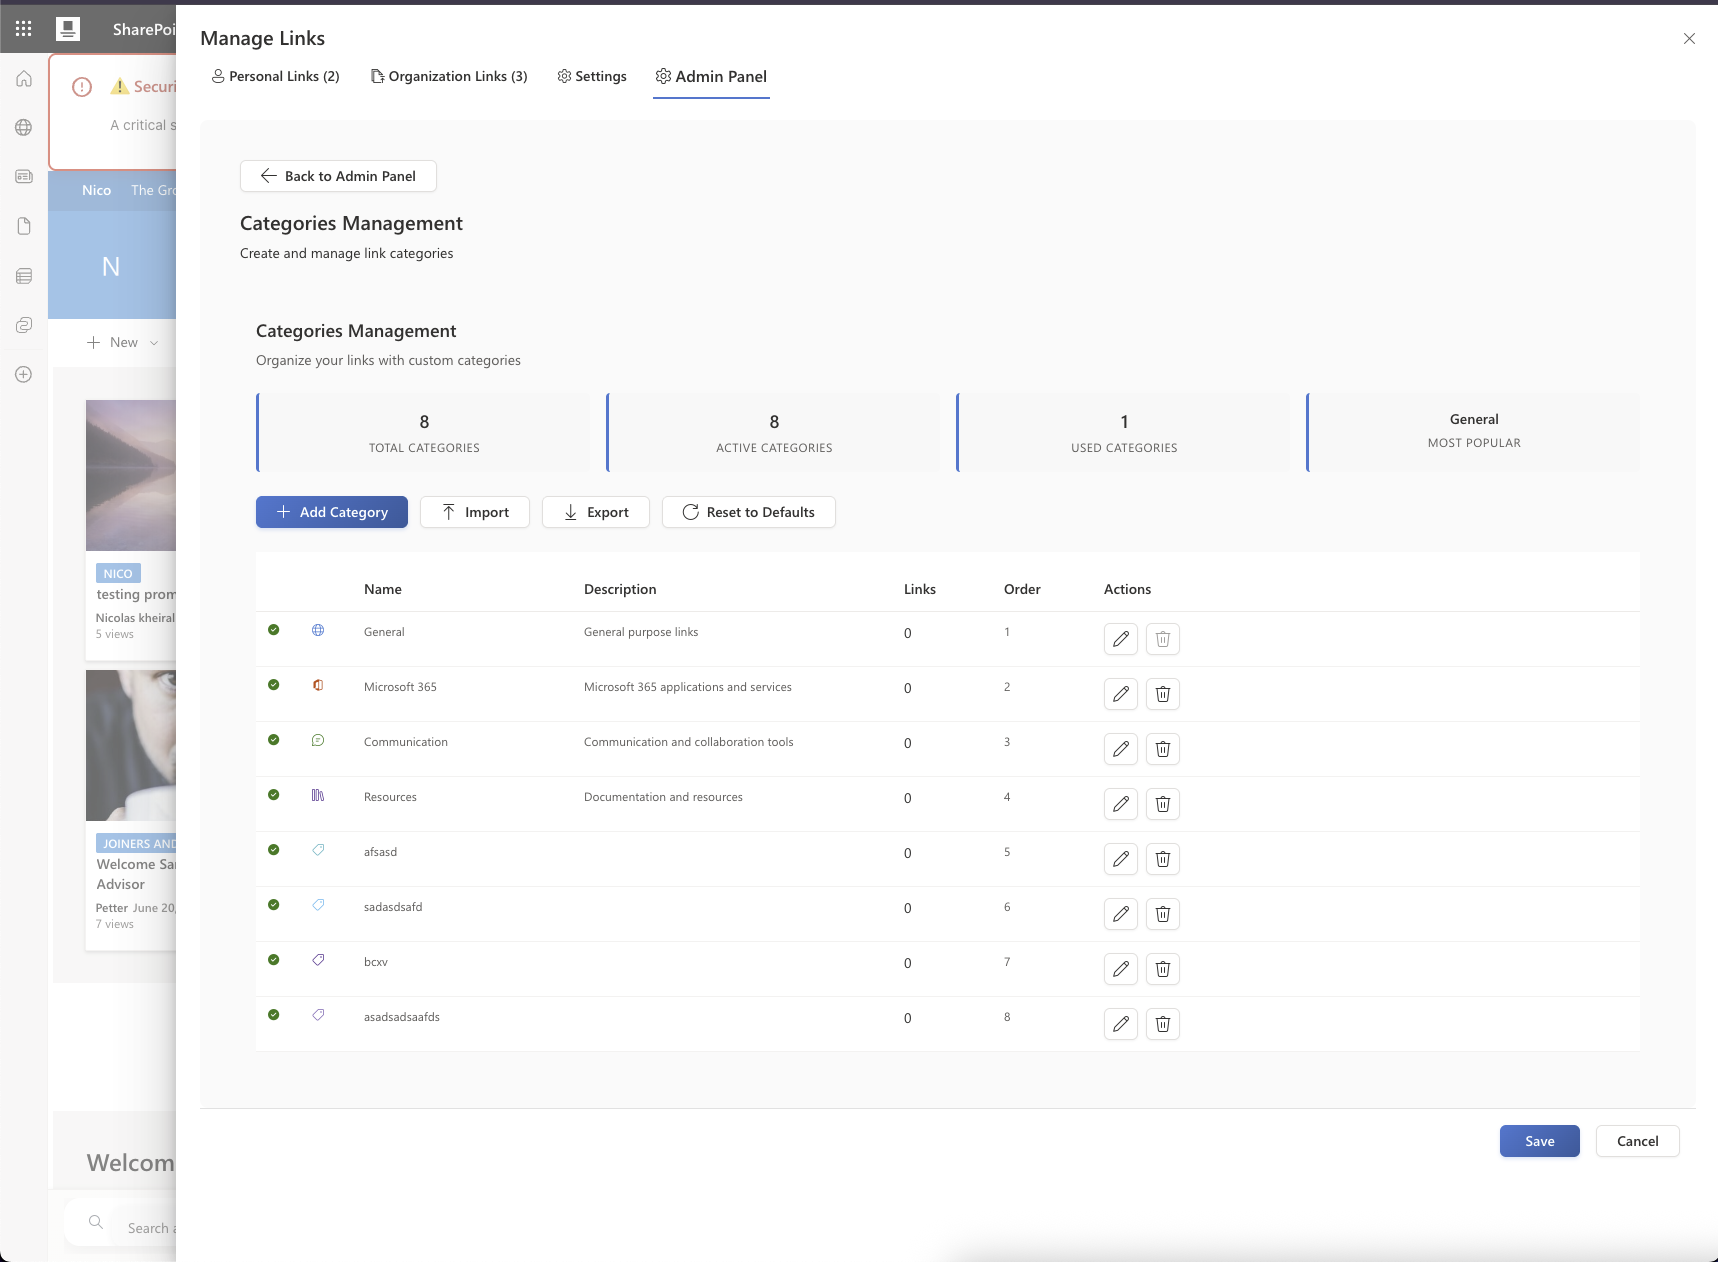 SharePoi
Manage Links
Personal Links (2)
Organization Links (3)
Settings
Admin Panel
Securi
A critical s
Nico
The Gro
N
New
NICO
testing prom
Nicolas kheiral
5 views
JOINERS AND
Welcome Sar
Advisor
Petter June 20,
7 views
Welcom
Search a
Back to Admin Panel
Categories Management
Create and manage link categories
Categories Management
Organize your links with custom categories
8
TOTAL CATEGORIES
8
ACTIVE CATEGORIES
1
USED CATEGORIES
General
MOST POPULAR
Add Category
Import
Export
Reset to Defaults
Name Description Links Order Actions
General General purpose links 0 1
Microsoft 365 Microsoft 365 applications and services 0 2
Communication Communication and collaboration tools 0 3
Resources Documentation and resources 0 4
afsasd 0 5
sadasdsafd 0 6
bcxv 0 7
asadsadsaafds 0 8
Save
Cancel